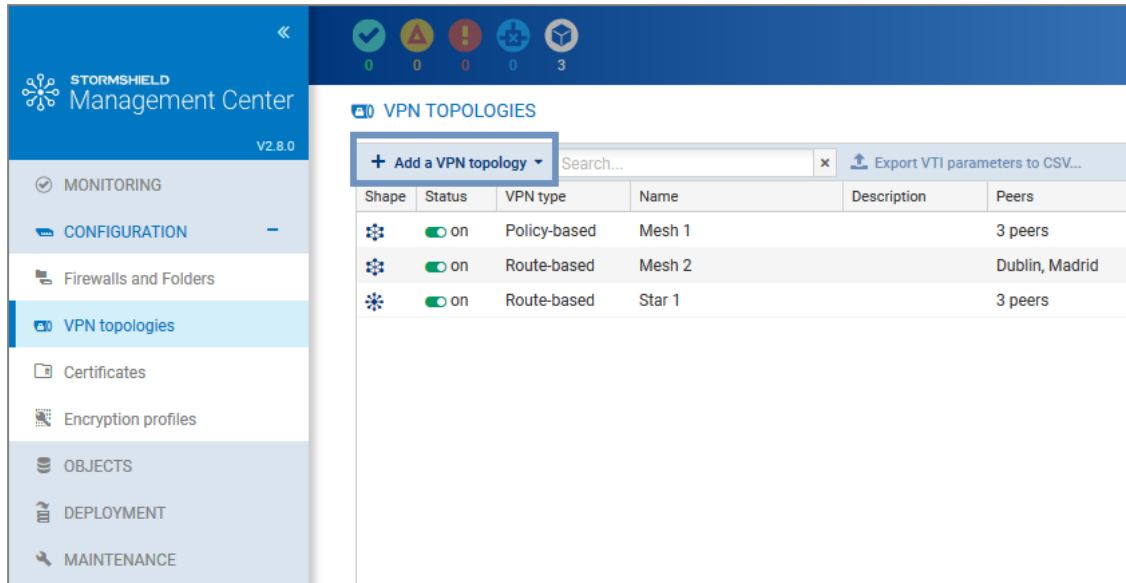 «
STORMSHIELD
Management Center
V2.8.0
MONITORING
CONFIGURATION −
Firewalls and Folders
VPN topologies
Certificates
Encryption profiles
OBJECTS
DEPLOYMENT
MAINTENANCE
0 0 0 0 3
VPN TOPOLOGIES
+ Add a VPN topology Search... × Export VTI parameters to CSV...
Shape Status VPN type Name Description Peers
on Policy-based Mesh 1 3 peers
on Route-based Mesh 2 Dublin, Madrid
on Route-based Star 1 3 peers